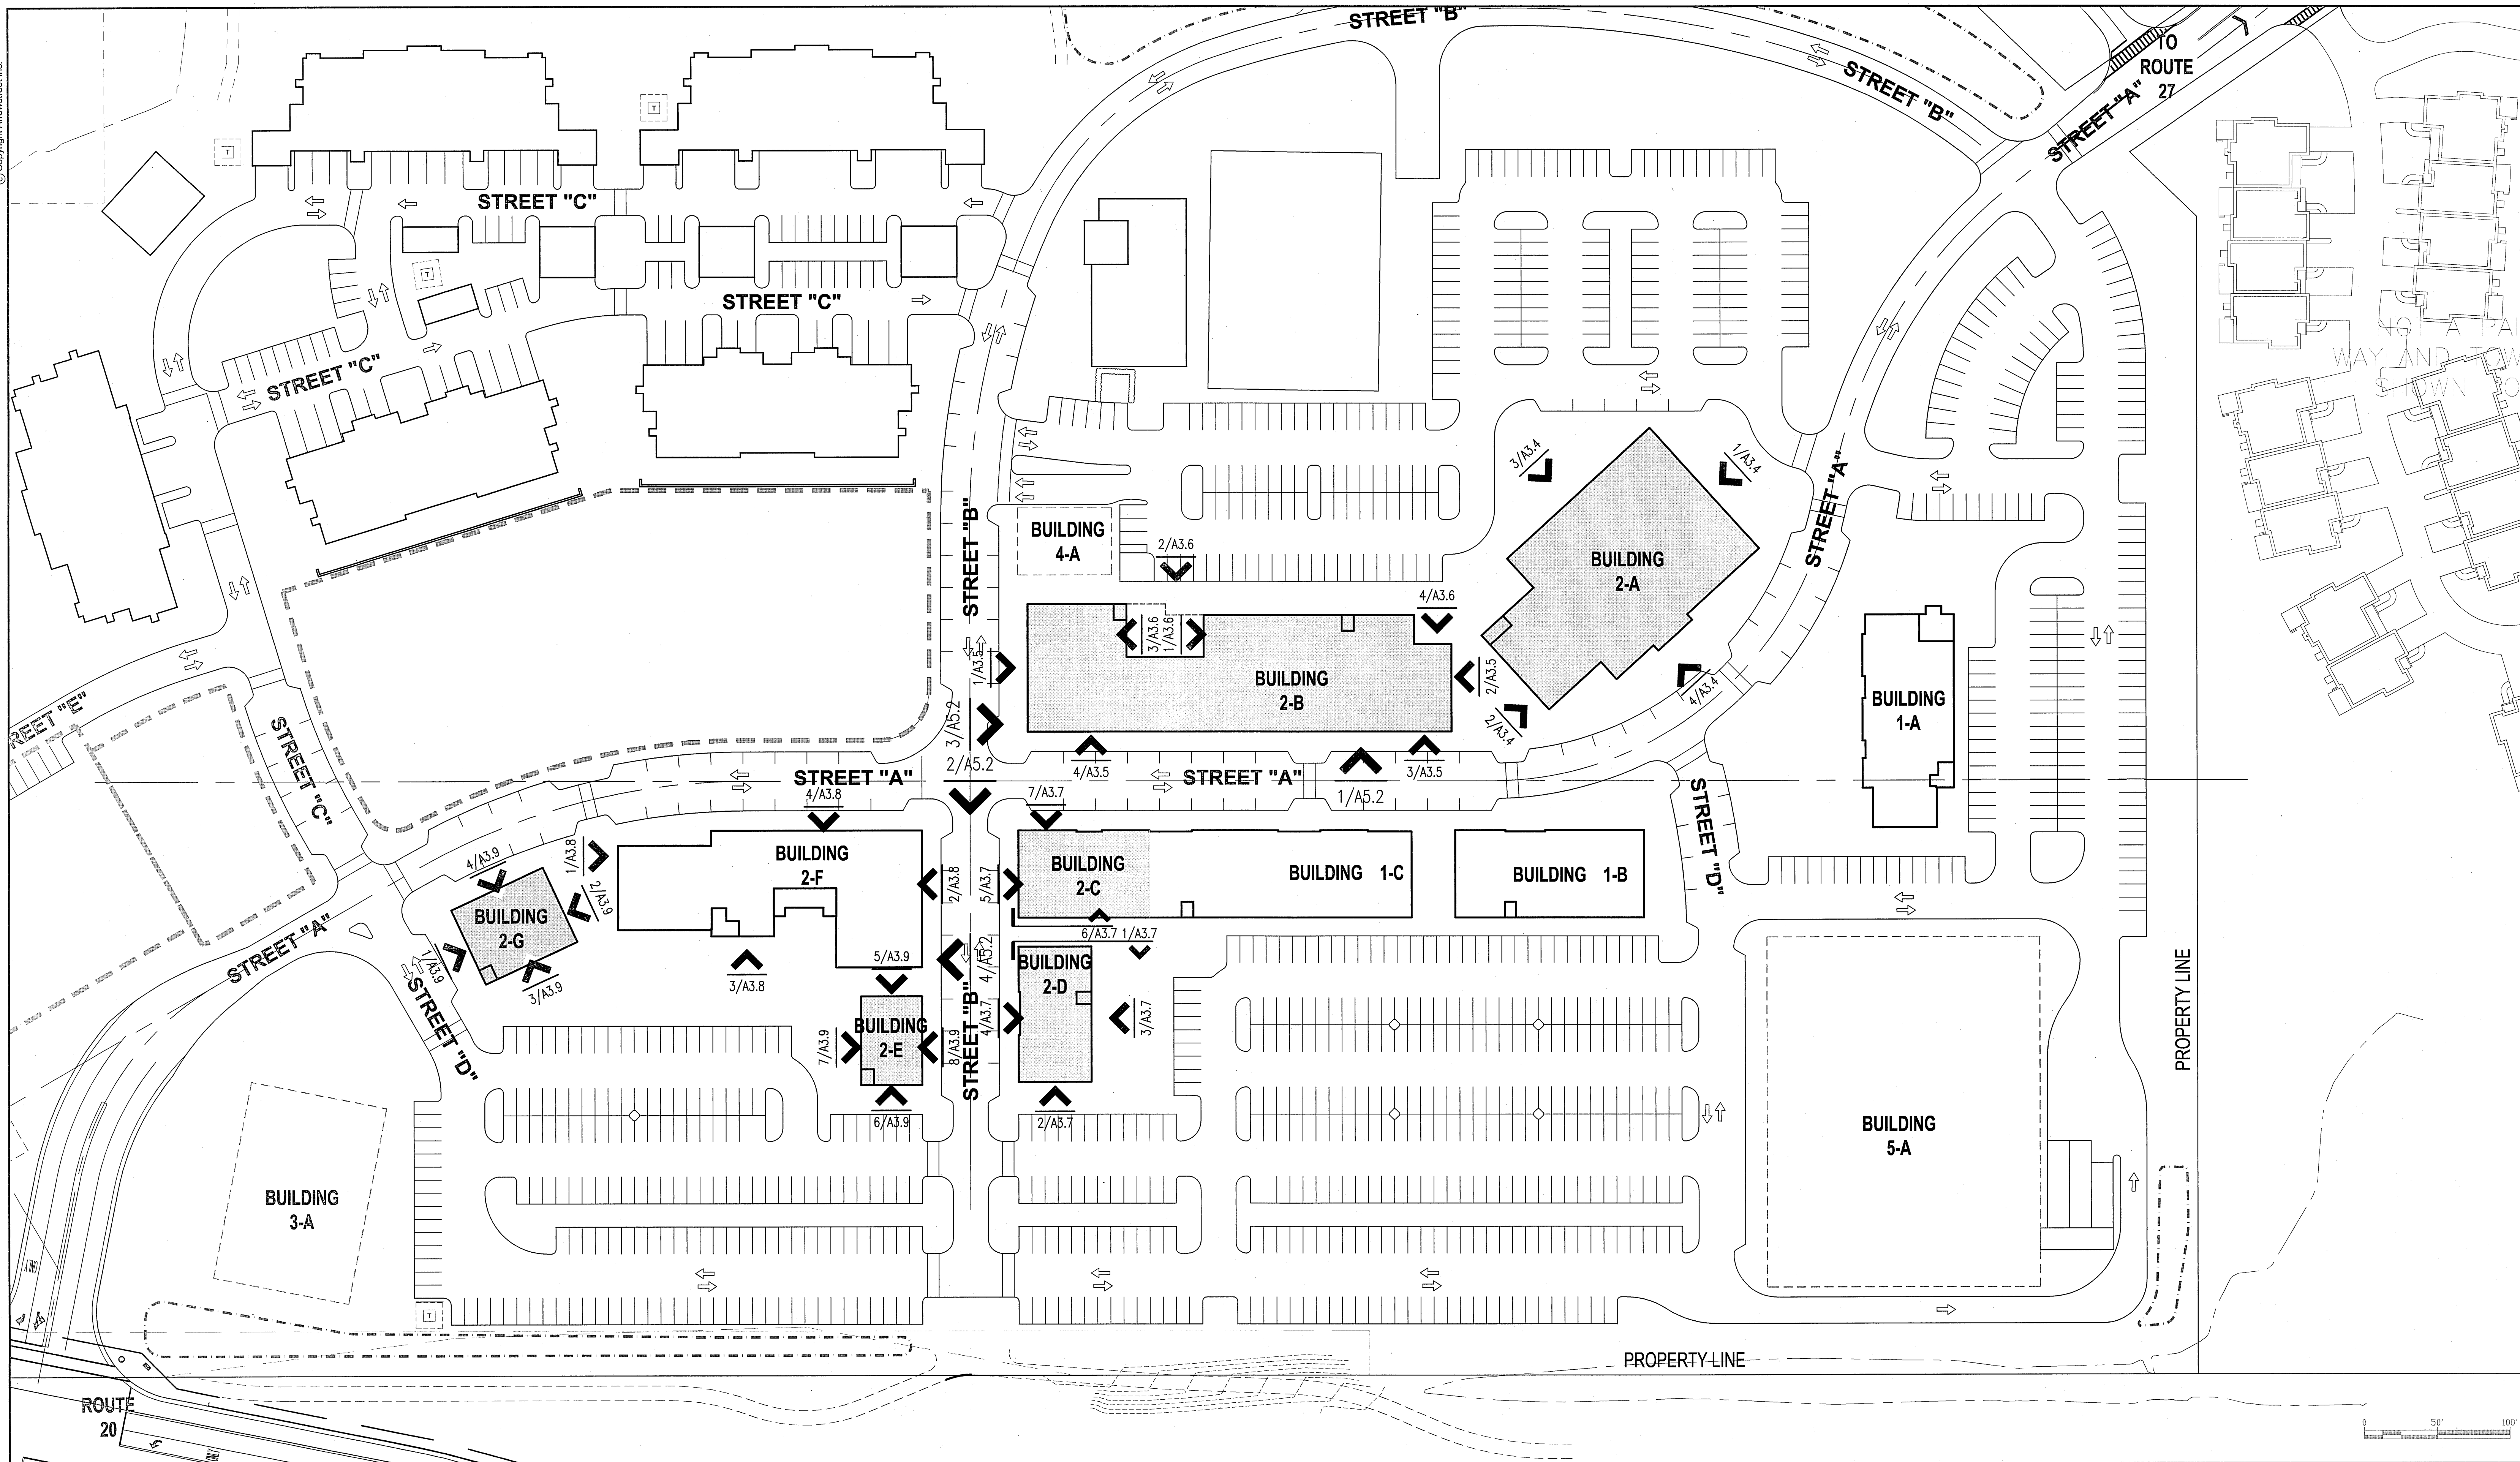 STREET "B"
TO
ROUTE
27
STREET "B"
STREET "A"
T
T
STREET "C"
T
STREET "C"
STREET "C"
3/A3.4
1/A3.4
STREET "A"
STREET "B"
BUILDING
4-A
2/A3.6
BUILDING
2-A
4/A3.6
3/A3.6
1/A3.6
1/A3.5
BUILDING
2-B
2/A3.5
4/A3.4
2/A3.4
BUILDING
1-A
STREET "C"
3/A5.2
2/A5.2
STREET "A"
4/A3.5
STREET "A"
3/A3.5
1/A5.2
4/A3.8
7/A3.7
STREET "D"
1/A3.8
4/A3.9
2/A3.9
BUILDING
2-F
2/A3.8
5/A3.7
BUILDING
2-C
BUILDING 1-C
BUILDING 1-B
BUILDING
2-G
STREET "A"
1/A3.9
3/A3.9
3/A3.8
5/A3.9
4/A5.2
6/A3.7
1/A3.7
BUILDING
2-D
STREET "D"
BUILDING
2-E
7/A3.9
8/A3.9
STREET "B"
4/A3.7
3/A3.7
6/A3.9
2/A3.7
PROPERTY LINE
BUILDING
5-A
BUILDING
3-A
ONLY
T
PROPERTY LINE
ROUTE
20
ONLY
0 50' 100'